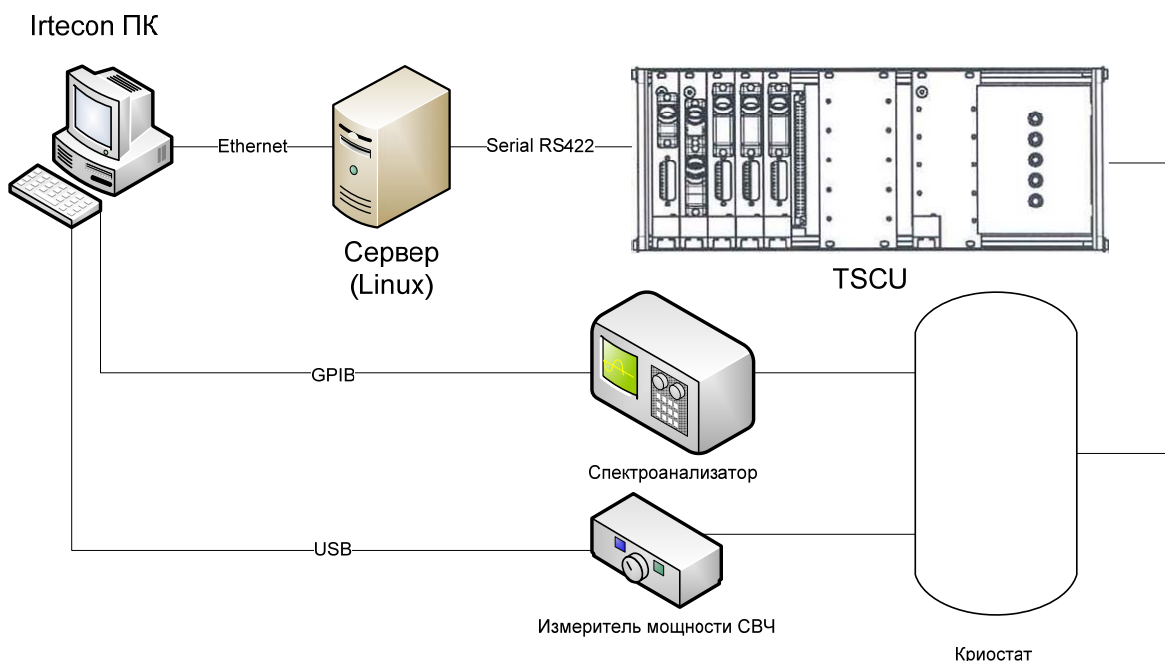 Irtecon ПК
Ethernet
Serial RS422
Сервер
(Linux)
TSCU
GPIB
Спектроанализатор
USB
Измеритель мощности СВЧ
Криостат